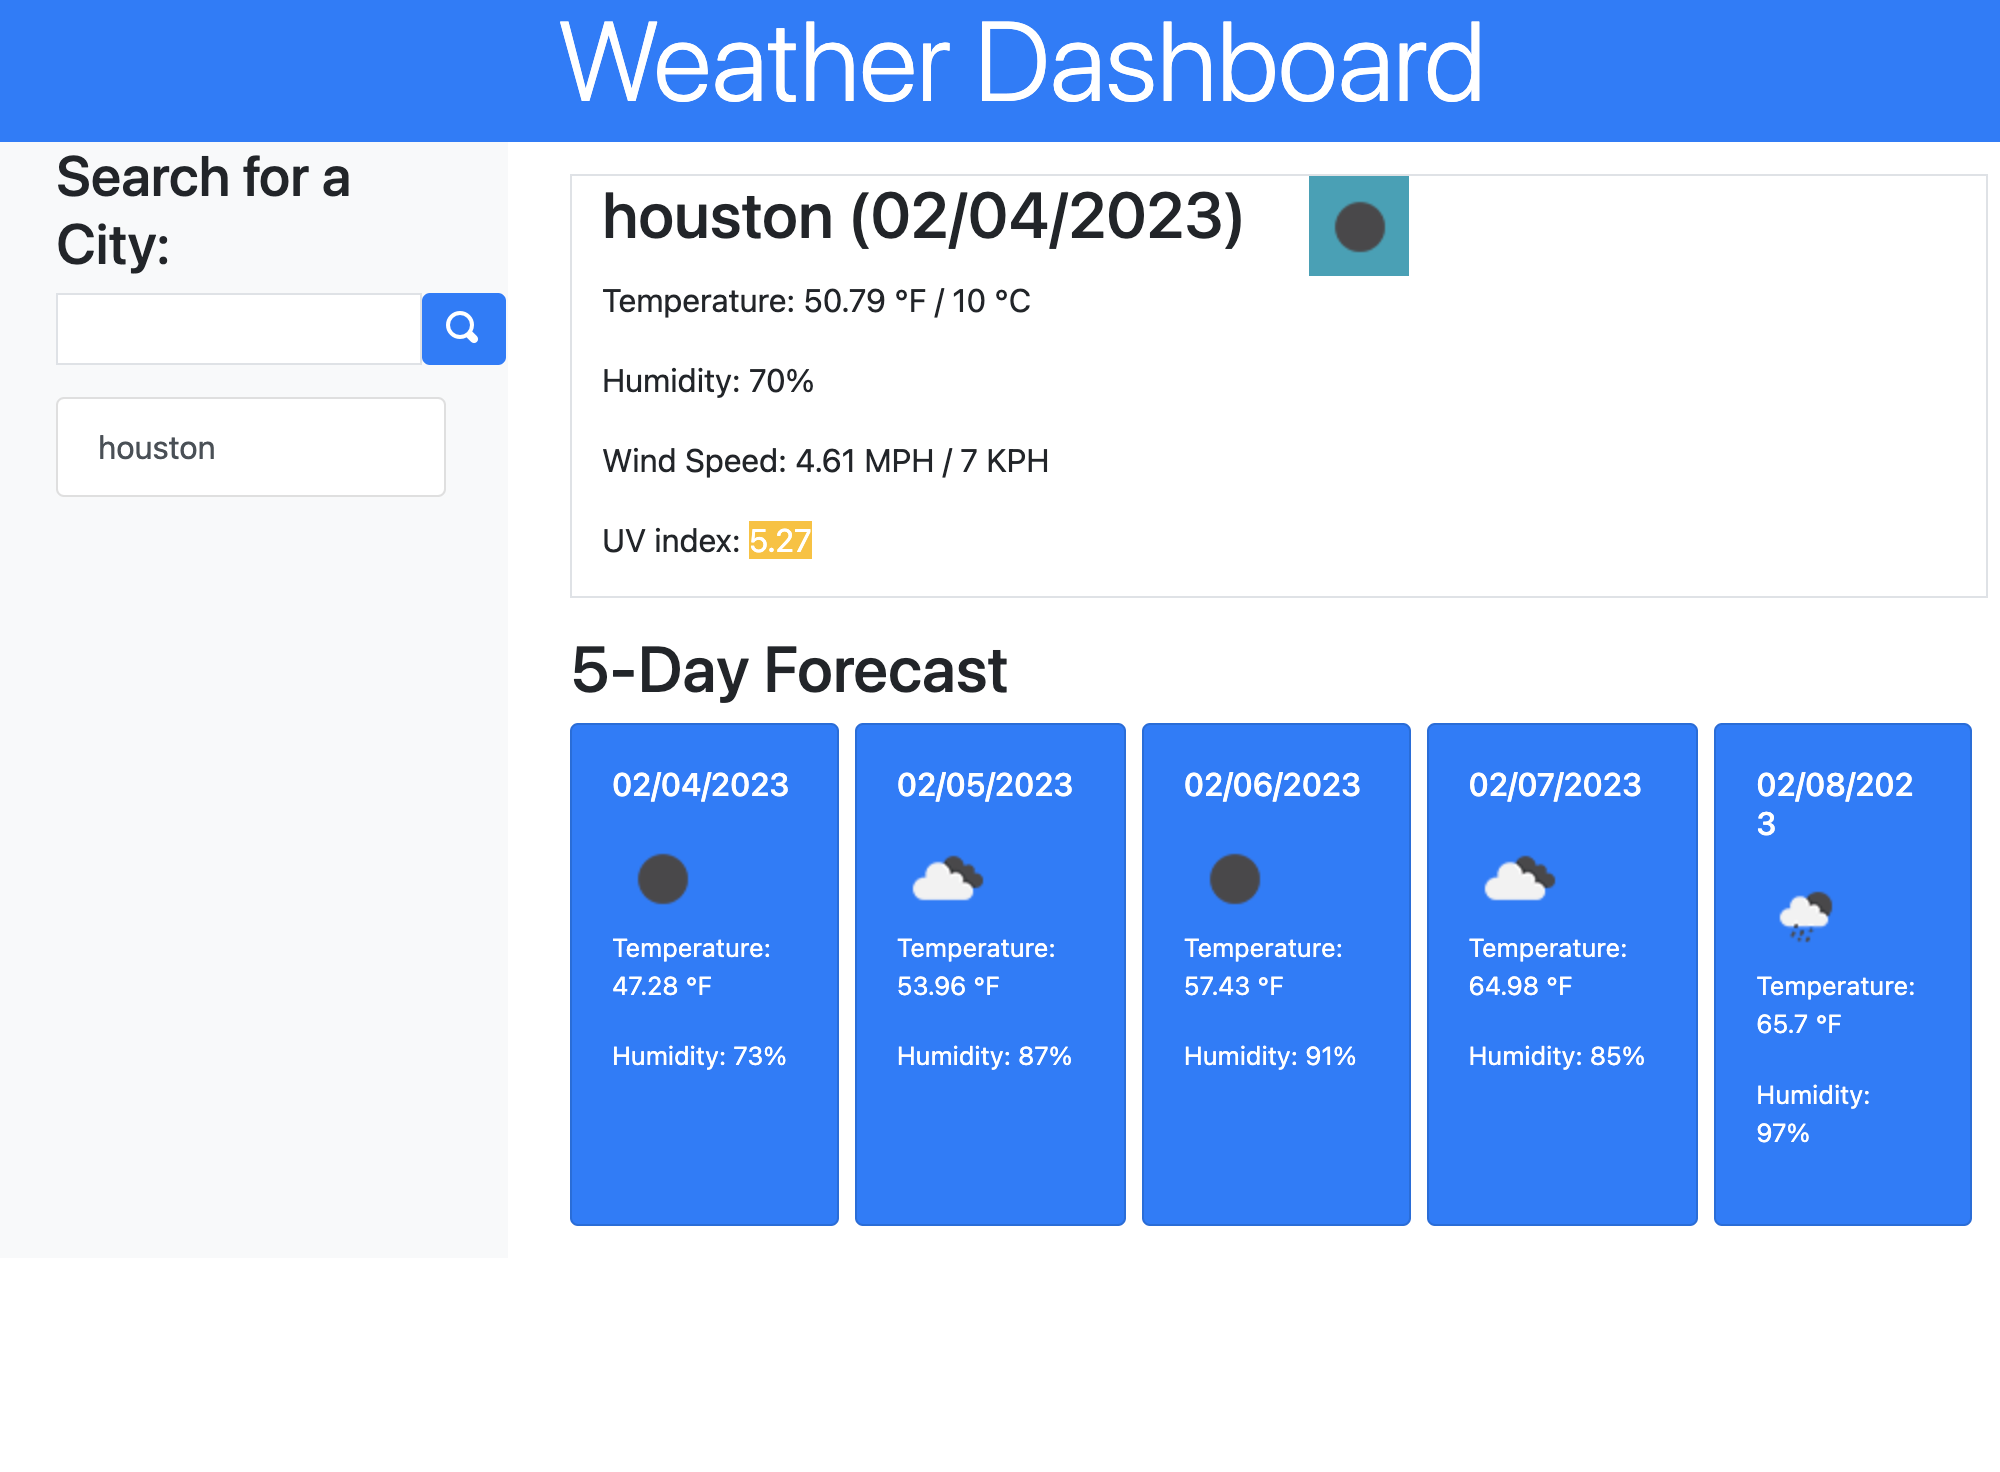 Weather Dashboard
Search for a
City:
houston
houston (02/04/2023)
Temperature: 50.79 °F / 10 °C
Humidity: 70%
Wind Speed: 4.61 MPH / 7 KPH
UV index: 5.27
5-Day Forecast
02/04/2023
Temperature:
47.28 °F
Humidity: 73%
02/05/2023
Temperature:
53.96 °F
Humidity: 87%
02/06/2023
Temperature:
57.43 °F
Humidity: 91%
02/07/2023
Temperature:
64.98 °F
Humidity: 85%
02/08/202
3
Temperature:
65.7 °F
Humidity:
97%